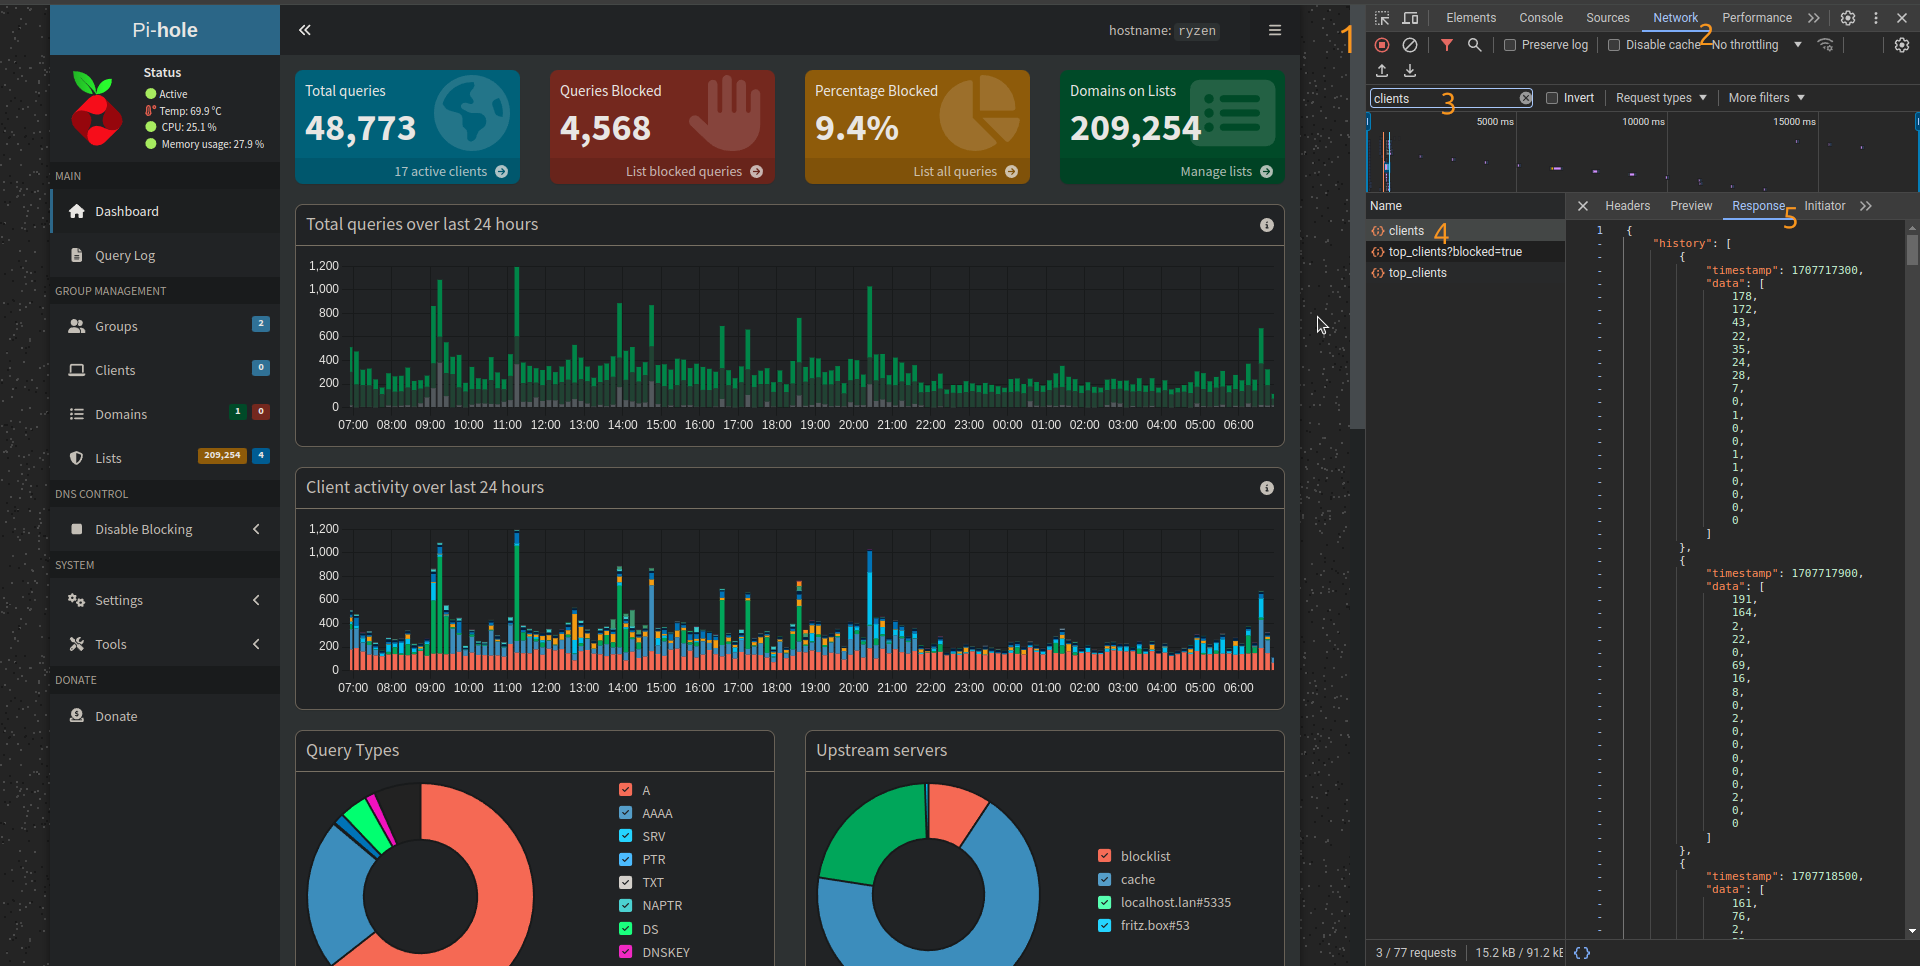 Pi-hole
Status
Active
Temp: 69.9 °C
CPU: 25.1 %
Memory usage: 27.9 %
MAIN
Dashboard
Query Log
GROUP MANAGEMENT
Groups 2
Clients 0
Domains 1 0
Lists 209,254 4
DNS CONTROL
Disable Blocking
SYSTEM
Settings
Tools
DONATE
Donate
hostname: ryzen
Total queries
48,773
17 active clients
Queries Blocked
4,568
List blocked queries
Percentage Blocked
9.4%
List all queries
Domains on Lists
209,254
Manage lists
Total queries over last 24 hours
1,200
1,000
800
600
400
200
0
07:00 08:00 09:00 10:00 11:00 12:00 13:00 14:00 15:00 16:00 17:00 18:00 19:00 20:00 21:00 22:00 23:00 00:00 01:00 02:00 03:00 04:00 05:00 06:00
Client activity over last 24 hours
1,200
1,000
800
600
400
200
0
07:00 08:00 09:00 10:00 11:00 12:00 13:00 14:00 15:00 16:00 17:00 18:00 19:00 20:00 21:00 22:00 23:00 00:00 01:00 02:00 03:00 04:00 05:00 06:00
Query Types
A
AAAA
SRV
PTR
TXT
NAPTR
DS
DNSKEY
Upstream servers
blocklist
cache
localhost.lan#5335
fritz.box#53
1
Elements Console Sources Network Performance
2
Preserve log Disable cache No throttling
clients 3 Invert Request types More filters
5000 ms 10000 ms 15000 ms
Name
clients 4
top_clients?blocked=true
top_clients
Headers Preview Response Initiator
5
1 {
- "history": [
- {
- "timestamp": 1707717300,
- "data": [
- 178,
- 172,
- 43,
- 22,
- 35,
- 24,
- 28,
- 7,
- 0,
- 1,
- 0,
- 0,
- 1,
- 1,
- 0,
- 0,
- 0,
- 0
- ]
- },
- {
- "timestamp": 1707717900,
- "data": [
- 191,
- 164,
- 2,
- 22,
- 0,
- 69,
- 16,
- 8,
- 0,
- 2,
- 0,
- 0,
- 0,
- 0,
- 0,
- 2,
- 0,
- 0
- ]
- },
- {
- "timestamp": 1707718500,
- "data": [
- 161,
- 76,
- 2,
3 / 77 requests 15.2 kB / 91.2 kB
{ }